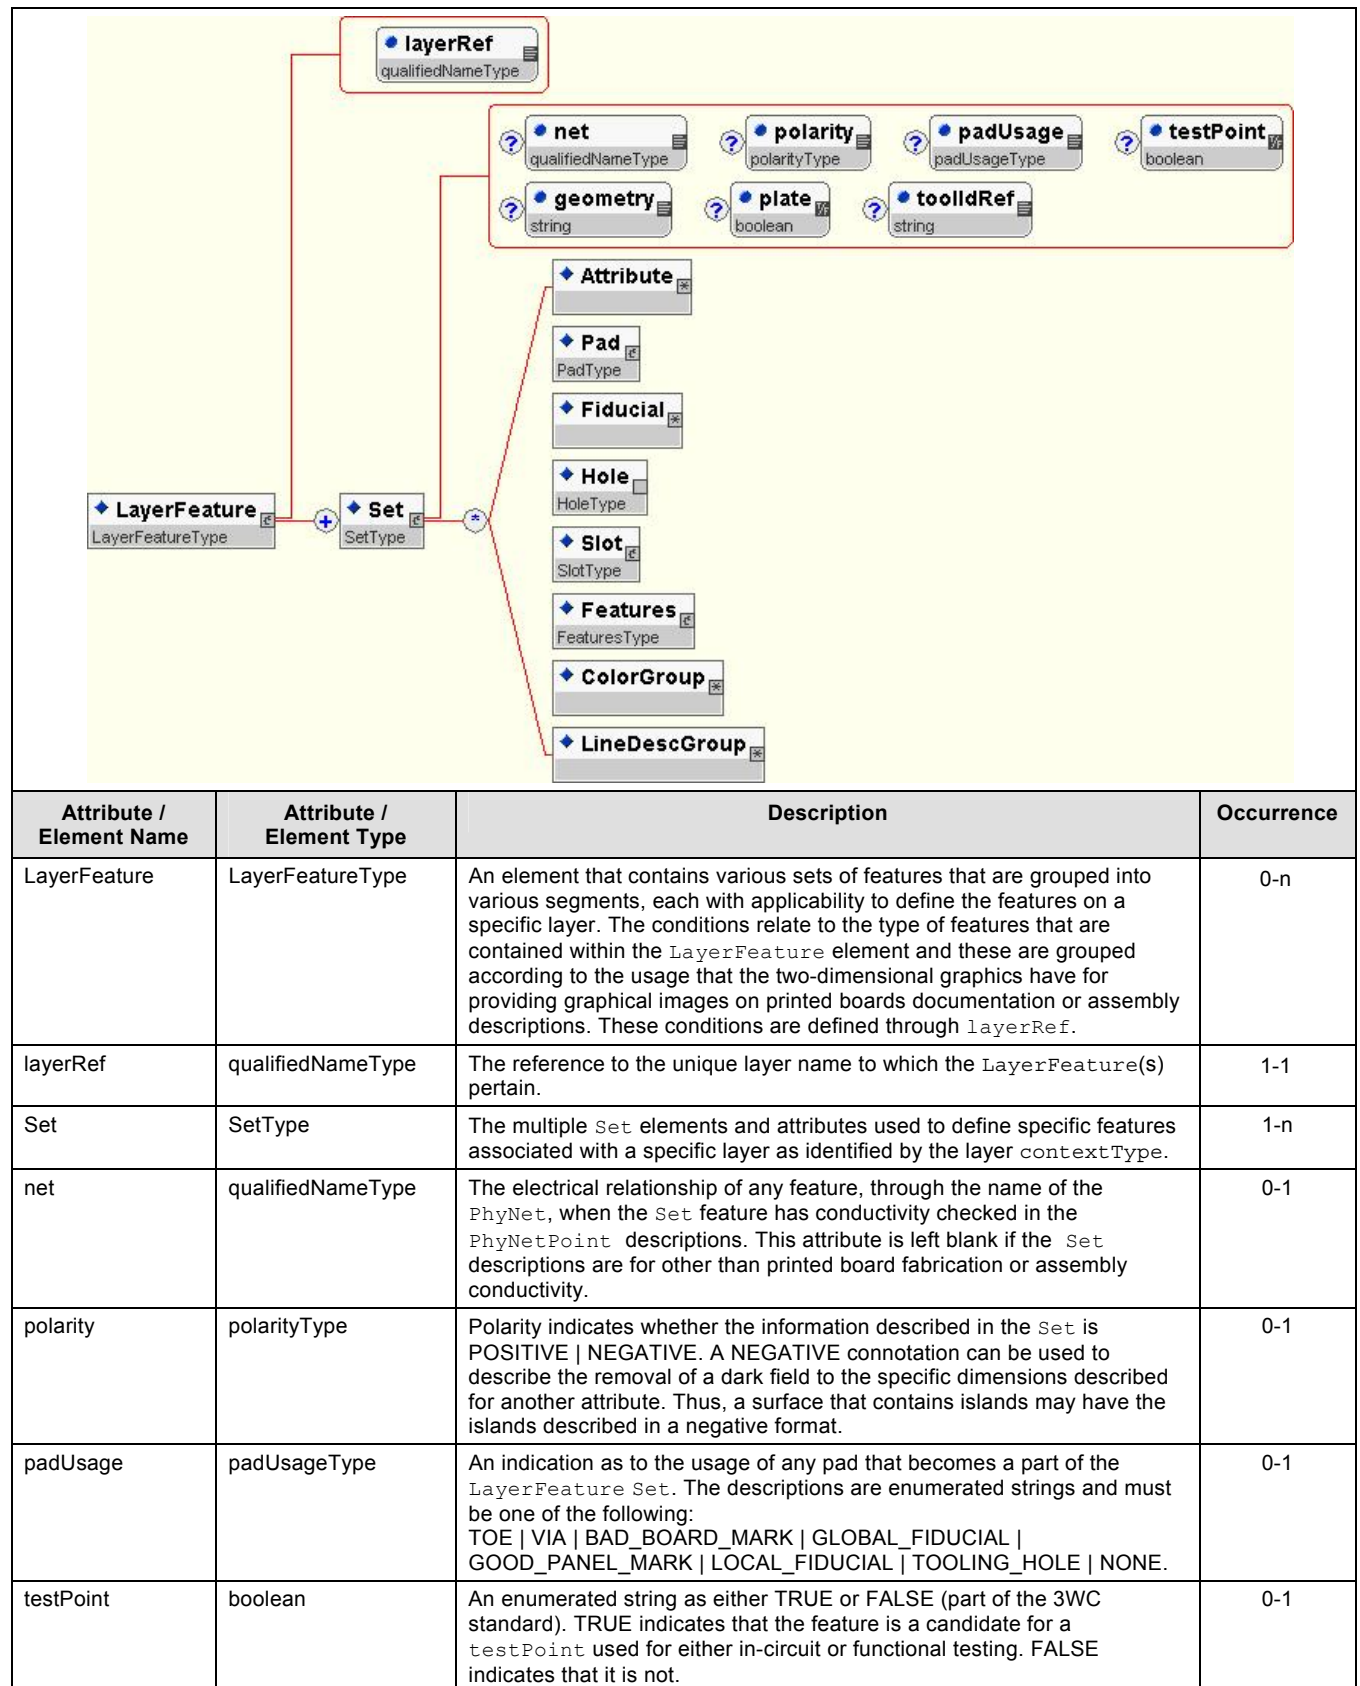 layerRef
qualifiedNameType
? net
qualifiedNameType
? polarity
polarityType
? padUsage
padUsageType
? testPoint
boolean
? geometry
string
? plate
boolean
? toolIdRef
string
Attribute
Pad
PadType
Fiducial
Hole
HoleType
LayerFeature
LayerFeatureType
+
Set
SetType
*
Slot
SlotType
Features
FeaturesType
ColorGroup
LineDescGroup
Attribute / Element Name
Attribute / Element Type
Description
Occurrence
LayerFeature
LayerFeatureType
An element that contains various sets of features that are grouped into
various segments, each with applicability to define the features on a
specific layer. The conditions relate to the type of features that are
contained within the LayerFeature element and these are grouped
according to the usage that the two-dimensional graphics have for
providing graphical images on printed boards documentation or assembly
descriptions. These conditions are defined through layerRef.
0-n
layerRef
qualifiedNameType
The reference to the unique layer name to which the LayerFeature(s)
pertain.
1-1
Set
SetType
The multiple Set elements and attributes used to define specific features
associated with a specific layer as identified by the layer contextType.
1-n
net
qualifiedNameType
The electrical relationship of any feature, through the name of the
PhyNet, when the Set feature has conductivity checked in the
PhyNetPoint descriptions. This attribute is left blank if the Set
descriptions are for other than printed board fabrication or assembly
conductivity.
0-1
polarity
polarityType
Polarity indicates whether the information described in the Set is
POSITIVE | NEGATIVE. A NEGATIVE connotation can be used to
describe the removal of a dark field to the specific dimensions described
for another attribute. Thus, a surface that contains islands may have the
islands described in a negative format.
0-1
padUsage
padUsageType
An indication as to the usage of any pad that becomes a part of the
LayerFeature Set. The descriptions are enumerated strings and must
be one of the following:
TOE | VIA | BAD_BOARD_MARK | GLOBAL_FIDUCIAL |
GOOD_PANEL_MARK | LOCAL_FIDUCIAL | TOOLING_HOLE | NONE.
0-1
testPoint
boolean
An enumerated string as either TRUE or FALSE (part of the 3WC
standard). TRUE indicates that the feature is a candidate for a
testPoint used for either in-circuit or functional testing. FALSE
indicates that it is not.
0-1